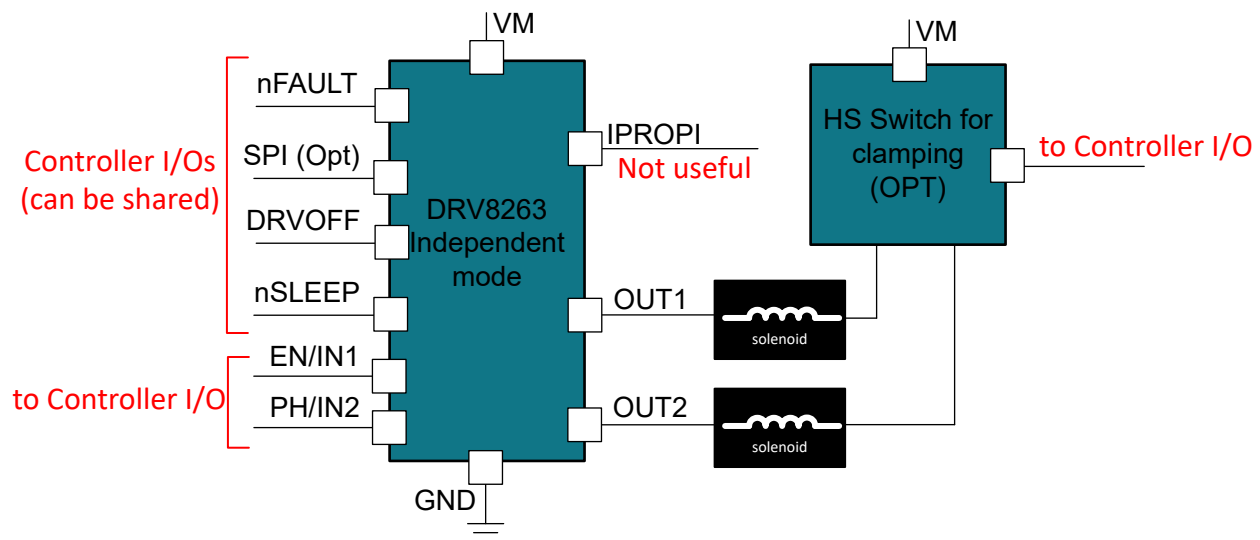 VM
nFAULT
SPI (Opt)
DRVOFF
nSLEEP
Controller I/Os
(can be shared)
EN/IN1
PH/IN2
to Controller I/O
DRV8263
Independent
mode
IPROPI
Not useful
OUT1
OUT2
GND
solenoid
solenoid
VM
HS Switch for
clamping
(OPT)
to Controller I/O